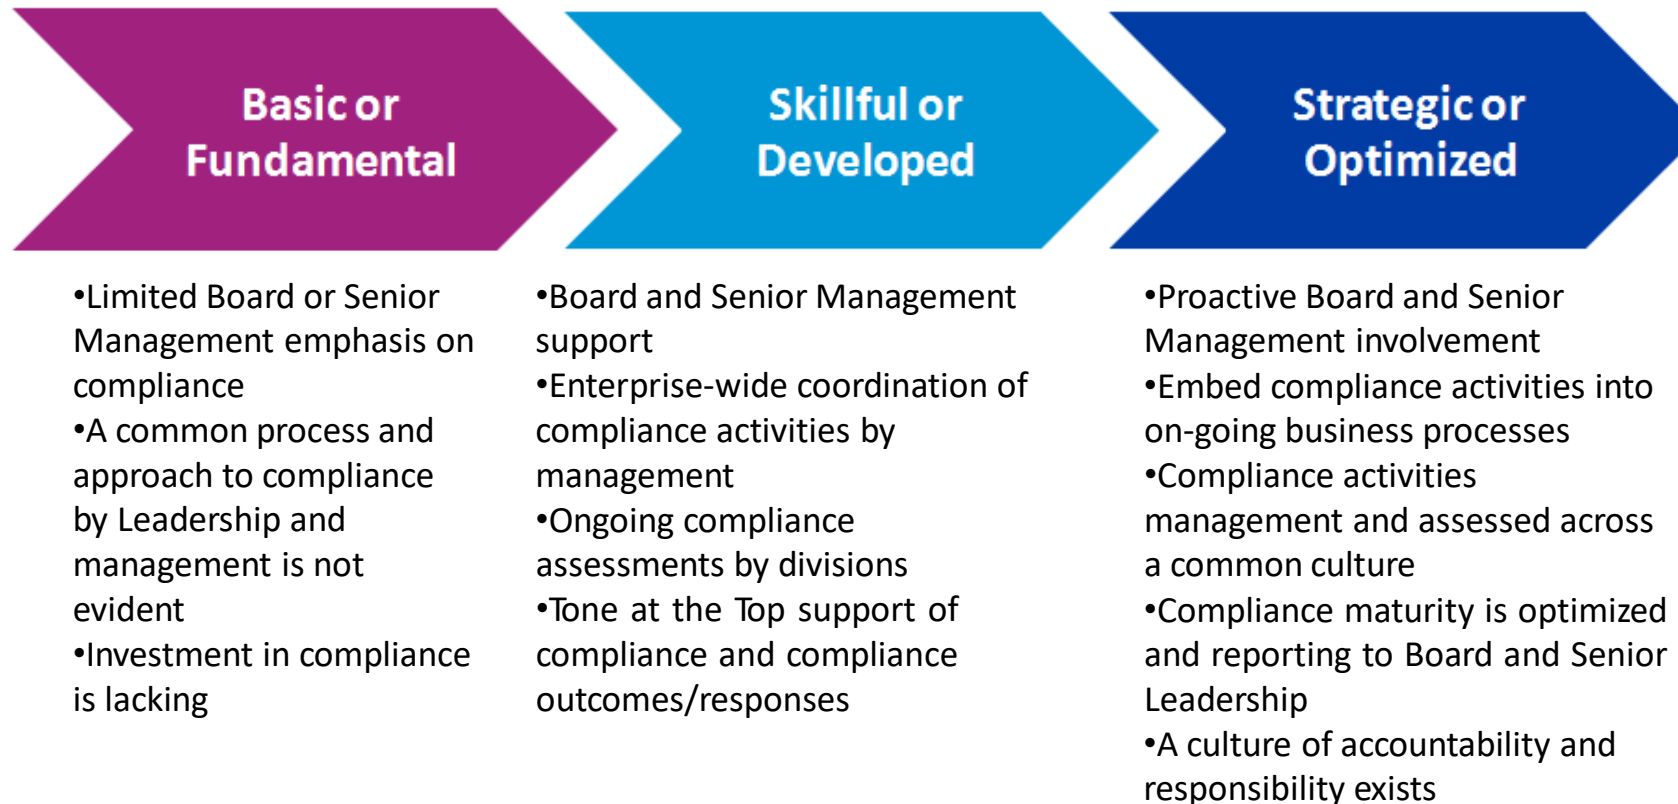 Basic or
Fundamental
Skillful or
Developed
Strategic or
Optimized
•Limited Board or Senior
Management emphasis on
compliance
•A common process and
approach to compliance
by Leadership and
management is not
evident
•Investment in compliance
is lacking
•Board and Senior Management
support
•Enterprise-wide coordination of
compliance activities by
management
•Ongoing compliance
assessments by divisions
•Tone at the Top support of
compliance and compliance
outcomes/responses
•Proactive Board and Senior
Management involvement
•Embed compliance activities into
on-going business processes
•Compliance activities
management and assessed across
a common culture
•Compliance maturity is optimized
and reporting to Board and Senior
Leadership
•A culture of accountability and
responsibility exists